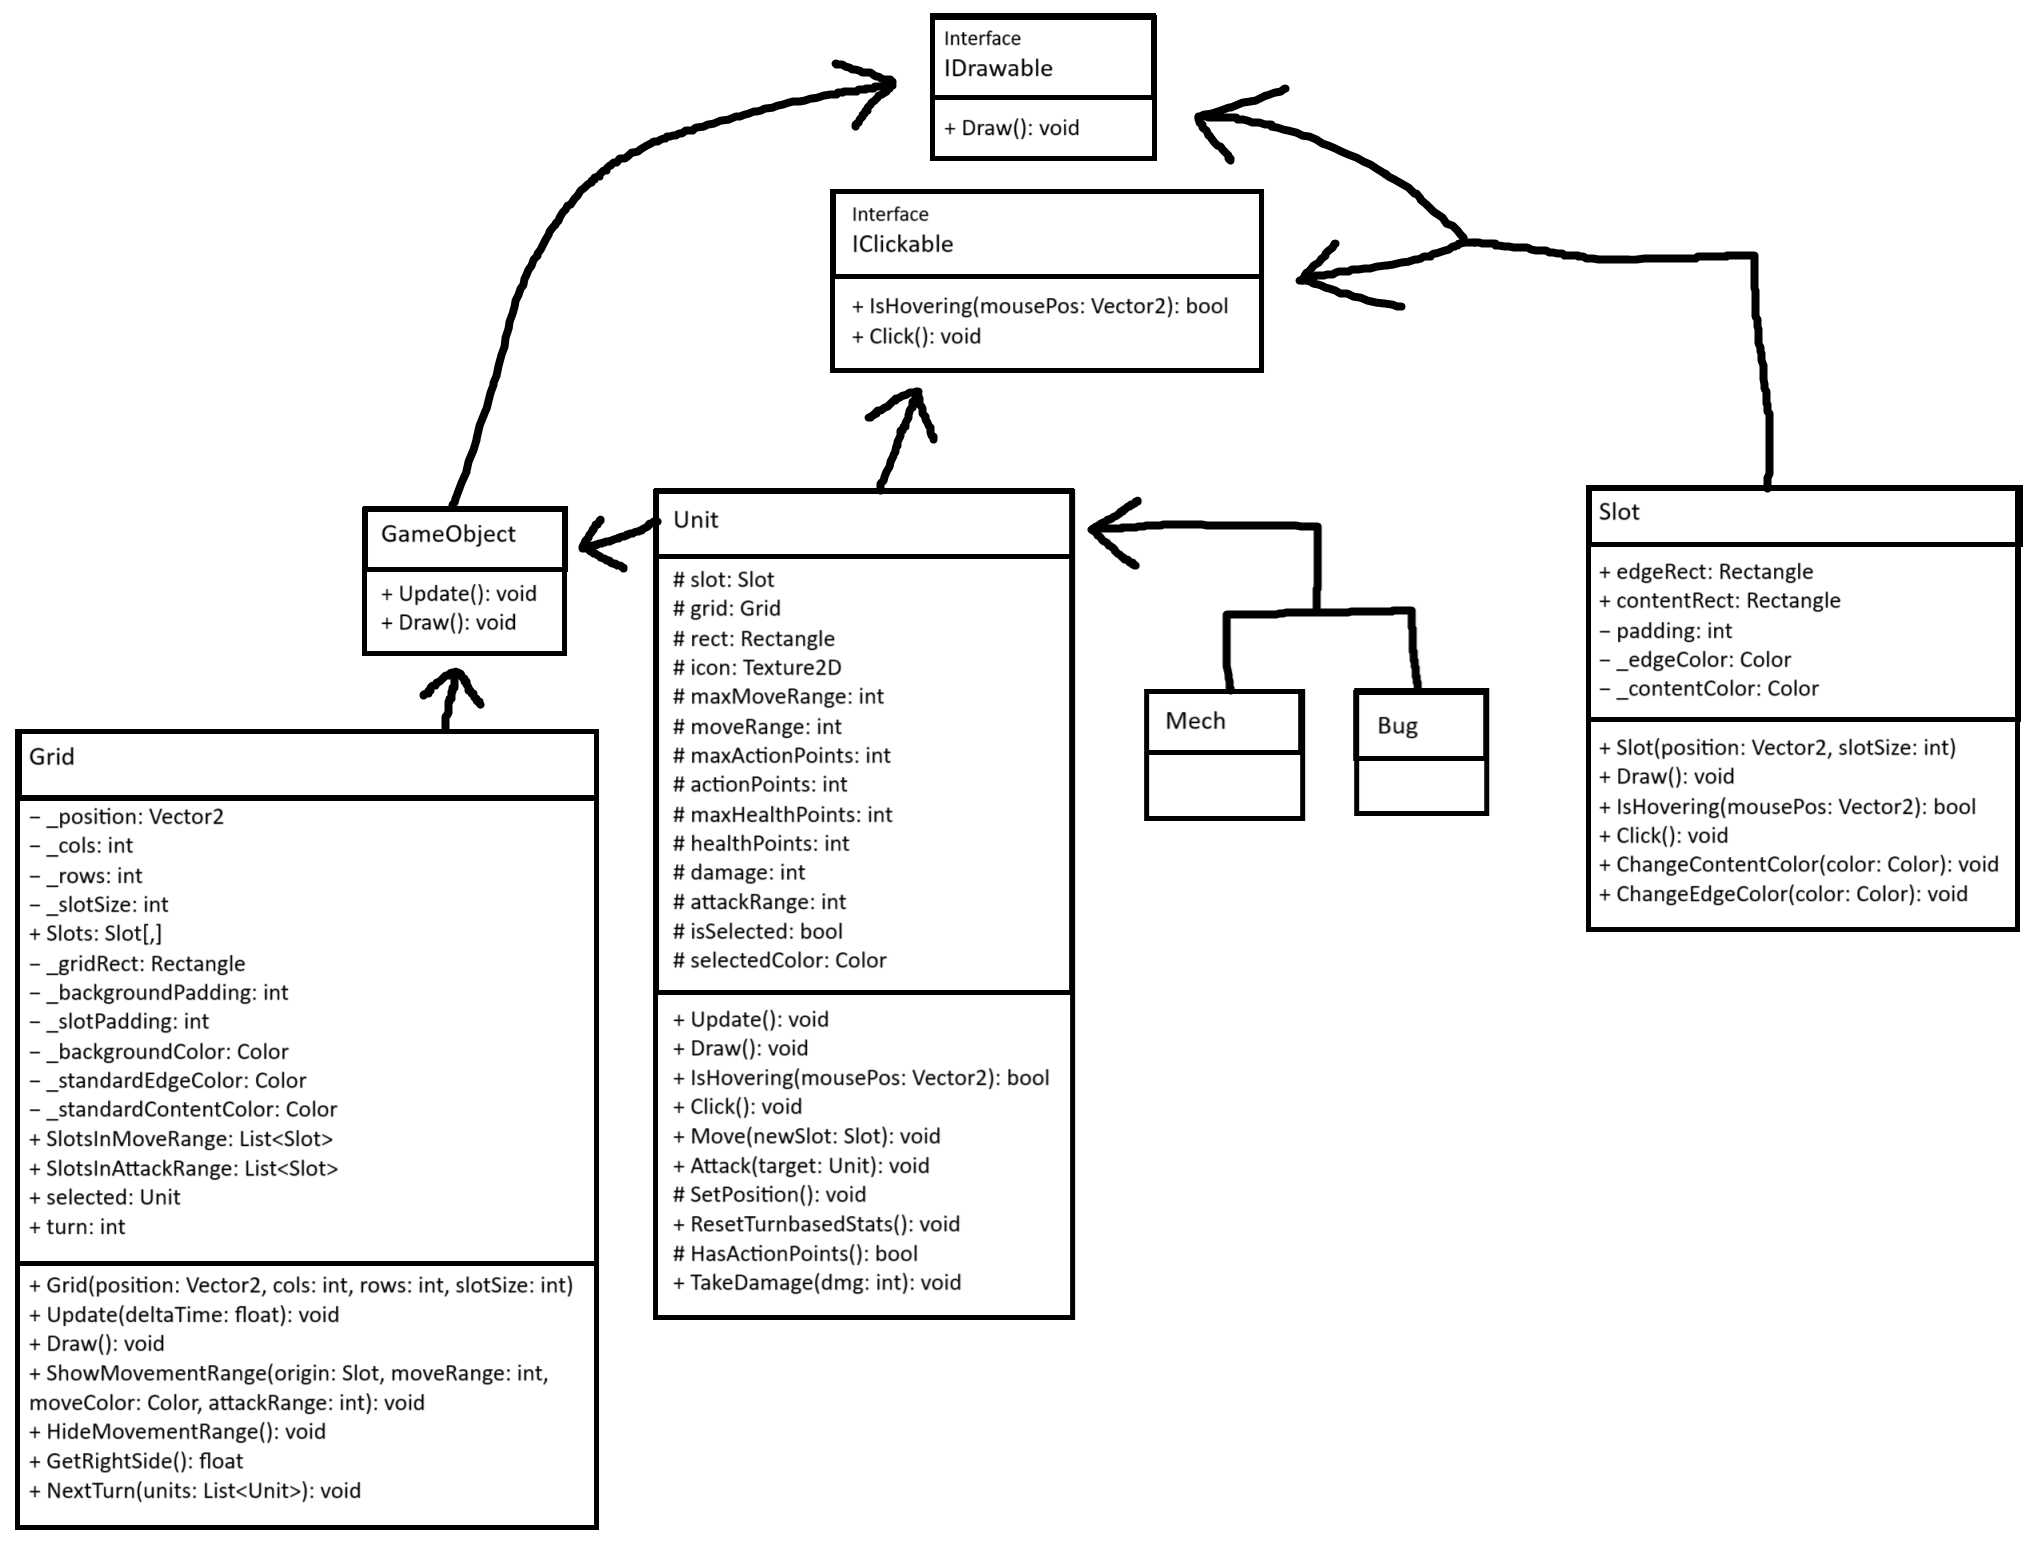 Interface
IDrawable
+ Draw(): void
Interface
IClickable
+ IsHovering(mousePos: Vector2): bool
+ Click(): void
GameObject
+ Update(): void
+ Draw(): void
Unit
# slot: Slot
# grid: Grid
# rect: Rectangle
# icon: Texture2D
# maxMoveRange: int
# moveRange: int
# maxActionPoints: int
# actionPoints: int
# maxHealthPoints: int
# healthPoints: int
# damage: int
# attackRange: int
# isSelected: bool
# selectedColor: Color
+ Update(): void
+ Draw(): void
+ IsHovering(mousePos: Vector2): bool
+ Click(): void
+ Move(newSlot: Slot): void
+ Attack(target: Unit): void
# SetPosition(): void
+ ResetTurnbasedStats(): void
# HasActionPoints(): bool
+ TakeDamage(dmg: int): void
Mech
Bug
Slot
+ edgeRect: Rectangle
+ contentRect: Rectangle
− padding: int
− _edgeColor: Color
− _contentColor: Color
+ Slot(position: Vector2, slotSize: int)
+ Draw(): void
+ IsHovering(mousePos: Vector2): bool
+ Click(): void
+ ChangeContentColor(color: Color): void
+ ChangeEdgeColor(color: Color): void
Grid
− _position: Vector2
− _cols: int
− _rows: int
− _slotSize: int
+ Slots: Slot[,]
− _gridRect: Rectangle
− _backgroundPadding: int
− _slotPadding: int
− _backgroundColor: Color
− _standardEdgeColor: Color
− _standardContentColor: Color
+ SlotsInMoveRange: List<Slot>
+ SlotsInAttackRange: List<Slot>
+ selected: Unit
+ turn: int
+ Grid(position: Vector2, cols: int, rows: int, slotSize: int)
+ Update(deltaTime: float): void
+ Draw(): void
+ ShowMovementRange(origin: Slot, moveRange: int,
moveColor: Color, attackRange: int): void
+ HideMovementRange(): void
+ GetRightSide(): float
+ NextTurn(units: List<Unit>): void